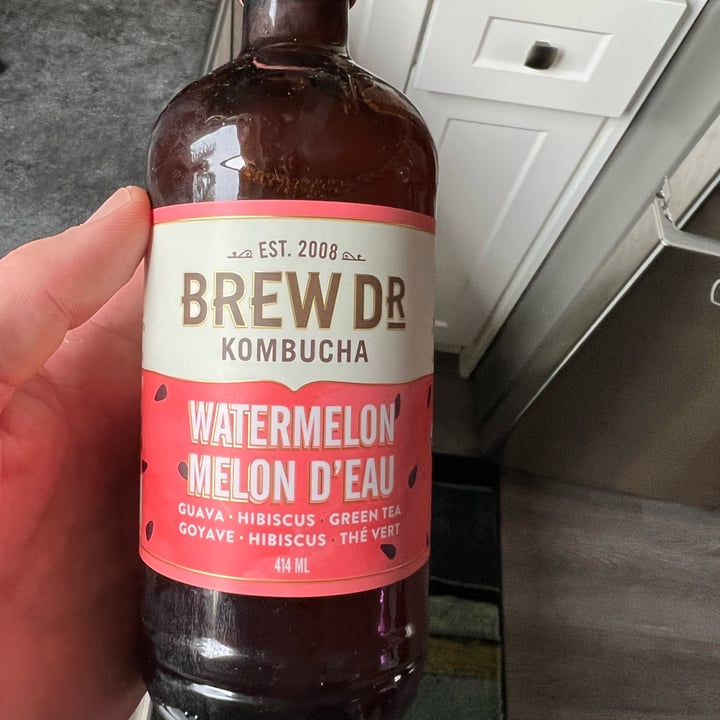 EST. 2008
BREW DR
KOMBUCHA
WATERMELON
MELON D'EAU
GUAVA · HIBISCUS · GREEN TEA
GOYAVE · HIBISCUS · THÉ VERT
414 ML